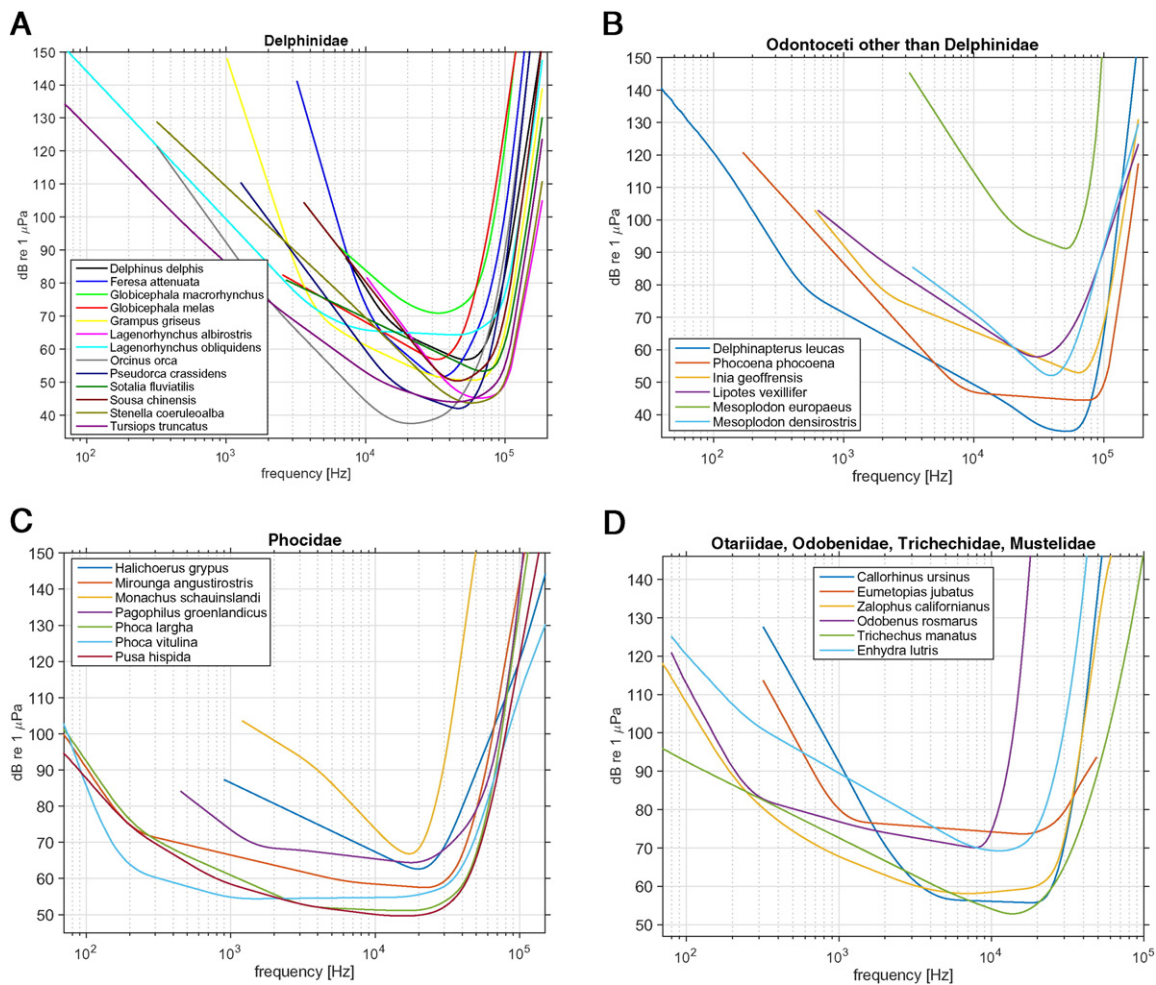 A
Delphinidae
150
140
130
120
110
100
90
80
70
60
50
40
dB re 1 μPa
Delphinus delphis
Feresa attenuata
Globicephala macrorhynchus
Globicephala melas
Grampus griseus
Lagenorhynchus albirostris
Lagenorhynchus obliquidens
Orcinus orca
Pseudorca crassidens
Sotalia fluviatilis
Sousa chinensis
Stenella coeruleoalba
Tursiops truncatus
10² 10³ 10⁴ 10⁵
frequency [Hz]
B
Odontoceti other than Delphinidae
150
140
130
120
110
100
90
80
70
60
50
40
dB re 1 μPa
Delphinapterus leucas
Phocoena phocoena
Inia geoffrensis
Lipotes vexillifer
Mesoplodon europaeus
Mesoplodon densirostris
10² 10³ 10⁴ 10⁵
frequency [Hz]
C
Phocidae
150
140
130
120
110
100
90
80
70
60
50
dB re 1 μPa
Halichoerus grypus
Mirounga angustirostris
Monachus schauinslandi
Pagophilus groenlandicus
Phoca largha
Phoca vitulina
Pusa hispida
10² 10³ 10⁴ 10⁵
frequency [Hz]
D
Otariidae, Odobenidae, Trichechidae, Mustelidae
140
130
120
110
100
90
80
70
60
50
dB re 1 μPa
Callorhinus ursinus
Eumetopias jubatus
Zalophus californianus
Odobenus rosmarus
Trichechus manatus
Enhydra lutris
10² 10³ 10⁴ 10⁵
frequency [Hz]